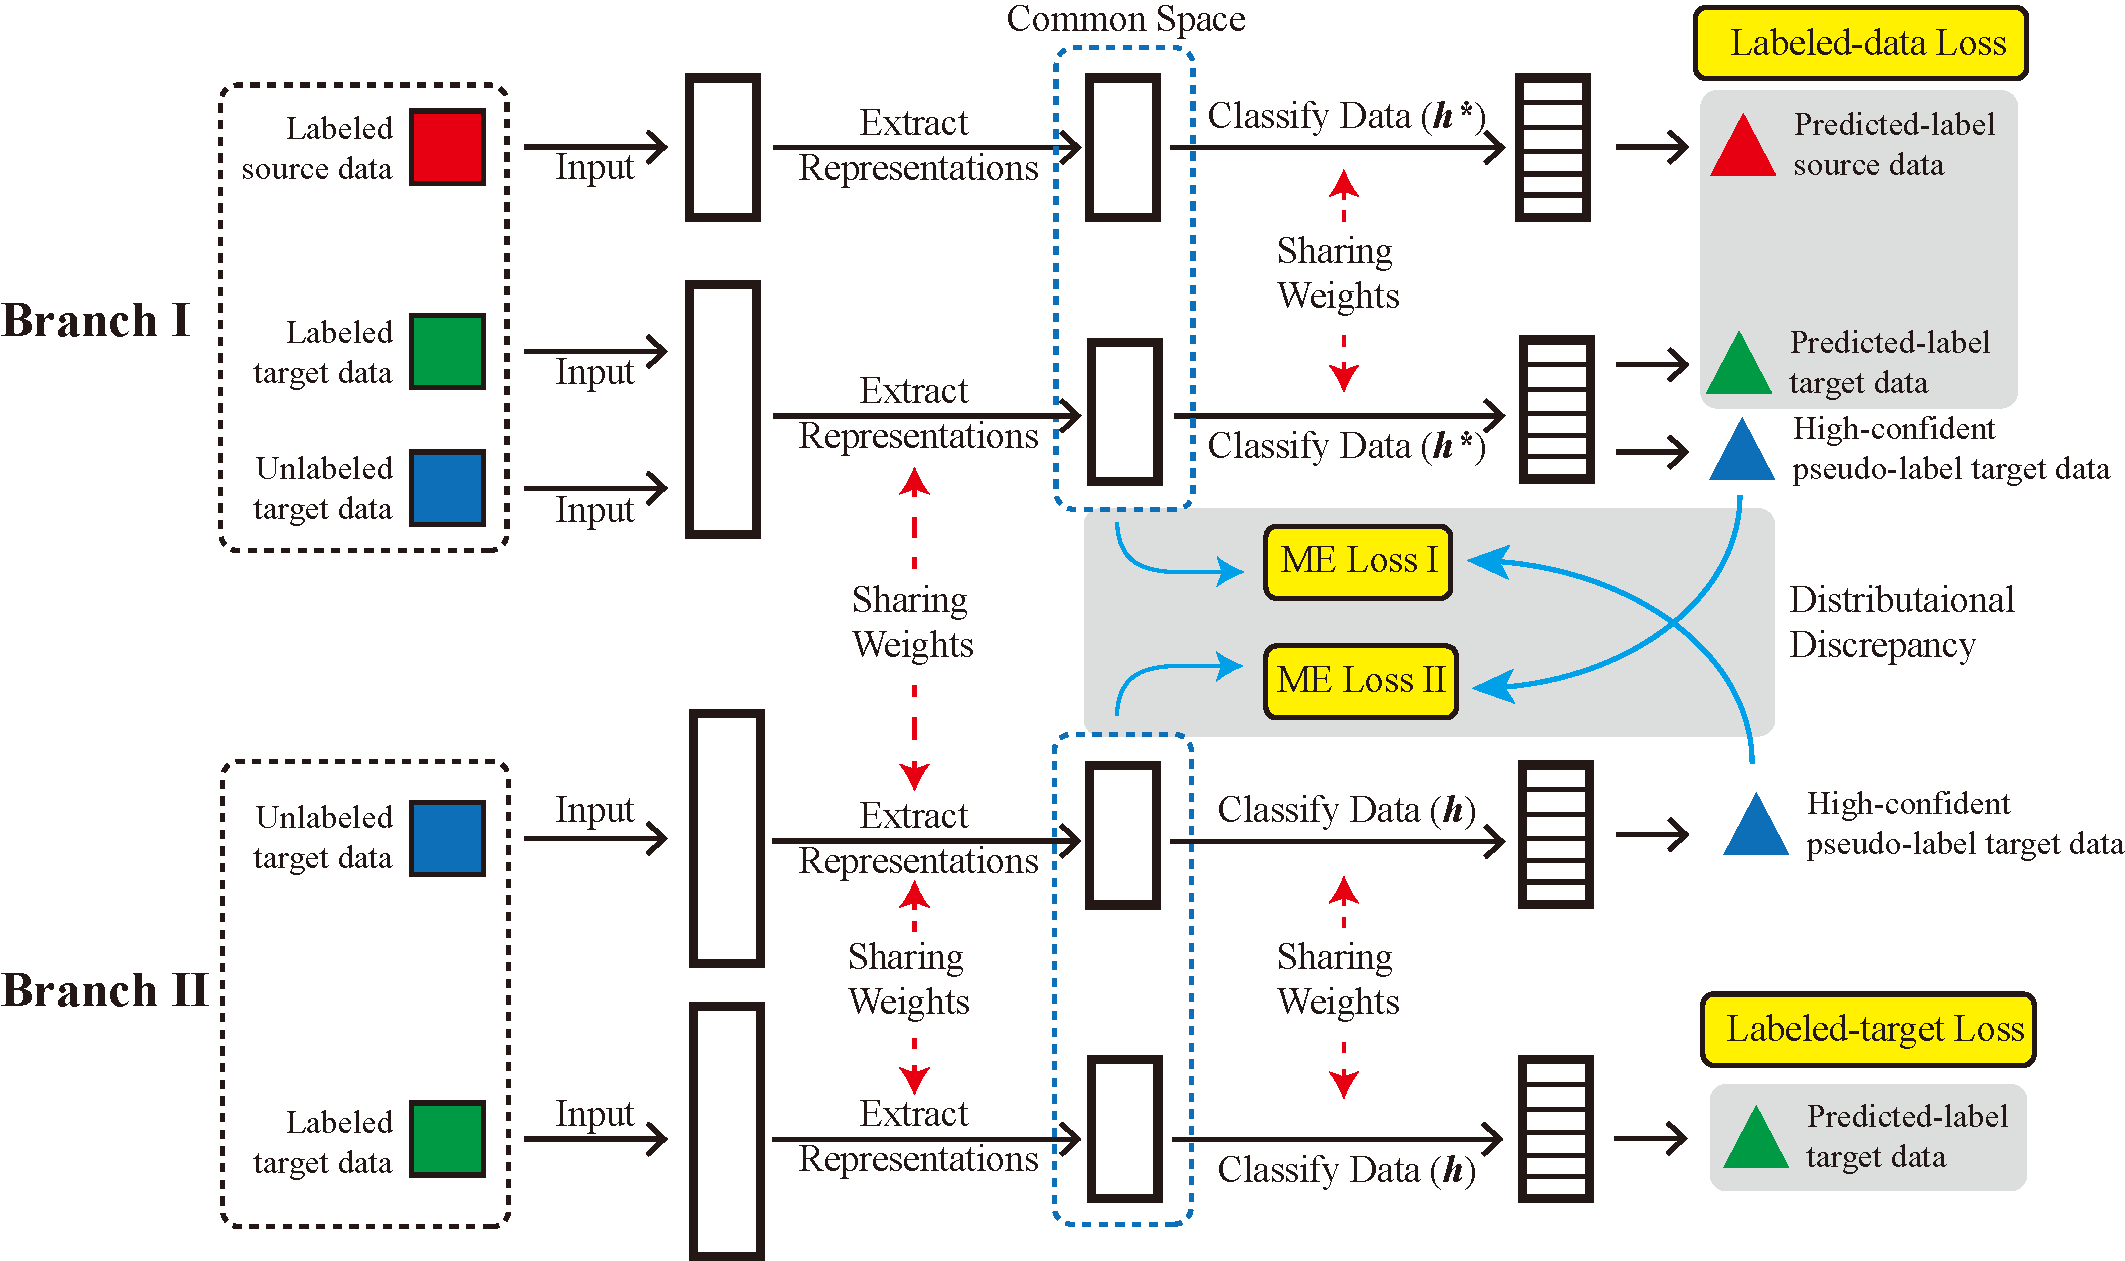 Common Space
Labeled-data Loss
Labeled
source data
Input
Extract
Representations
Classify Data (h*)
Predicted-label
source data
Sharing
Weights
Branch I
Labeled
target data
Input
Extract
Representations
Classify Data (h*)
Predicted-label
target data
Unlabeled
target data
Input
High-confident
pseudo-label target data
ME Loss I
Sharing
Weights
Distributaional
Discrepancy
ME Loss II
Unlabeled
target data
Input
Extract
Representations
Classify Data (h)
High-confident
pseudo-label target data
Sharing
Weights
Sharing
Weights
Branch II
Labeled-target Loss
Labeled
target data
Input
Extract
Representations
Classify Data (h)
Predicted-label
target data